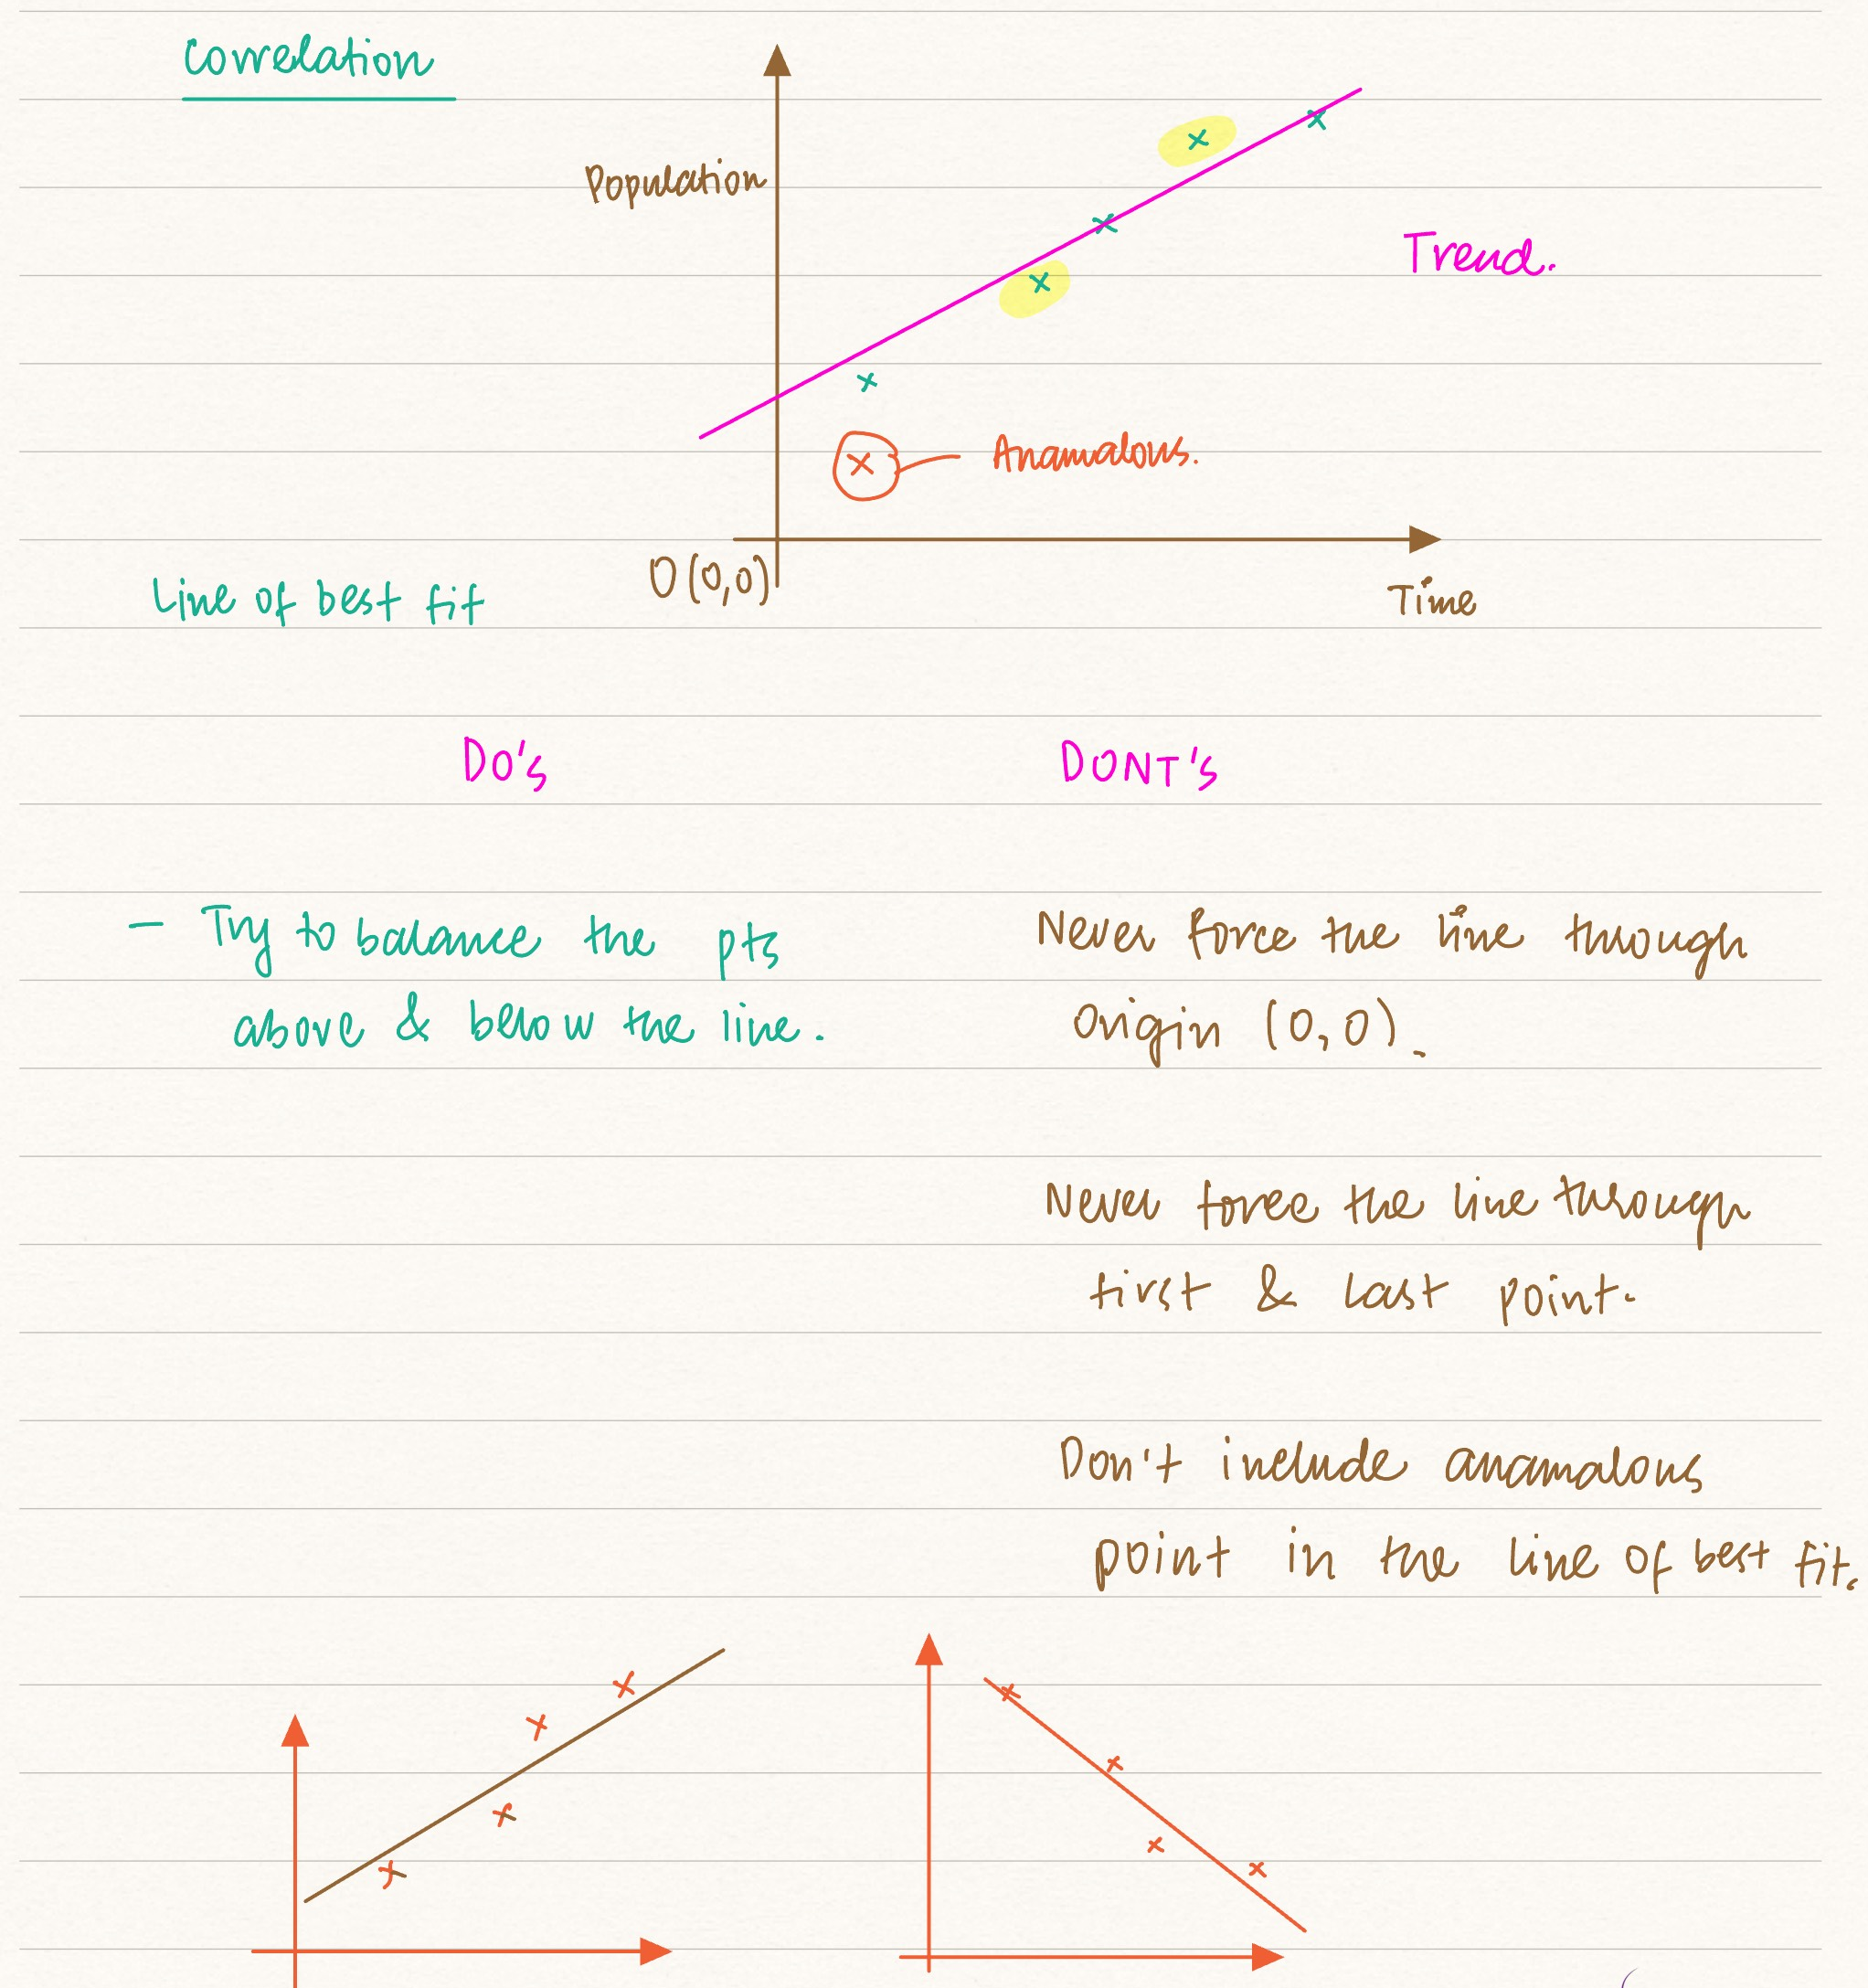 Correlation
Population
Trend.
Anamalous.
O (0,0)
Time
Line of best fit
DO's
DONT's
- Try to balance the pts
above & below the line.
Never force the line through
origin (0,0).
Never force the line through
first & last point.
Don't include anamalous
point in the line of best fit.